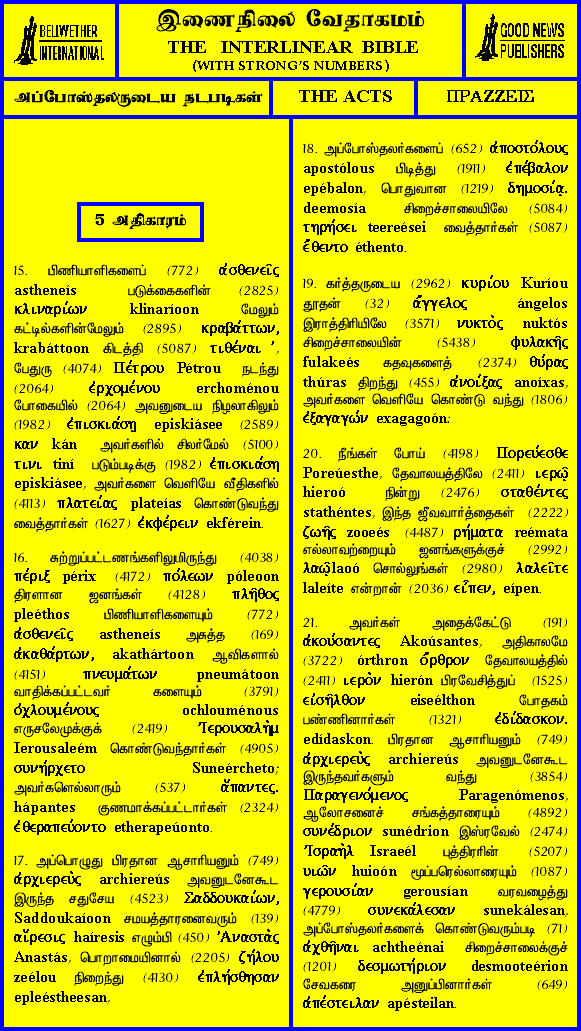 BELLWETHER
INTERNATIONAL
இணைநிலை வேதாகமம்
THE INTERLINEAR BIBLE
(WITH STRONG'S NUMBERS)
GOOD NEWS
PUBLISHERS
அப்போஸ்தலருடைய நடபடிகள்
THE ACTS
ΠΡΑΖΖΕΙΣ
5 அதிகாரம்
15. பிணியாளிகளைப் (772) ἀσθενεῖς
astheneís படுக்கைகளின் (2825)
κλιναρίων klinaríoon மேலும்
கட்டில்களின்மேலும் (2895) κραβάττων,
krabáttoon கிடத்தி (5087) τιθέναι ',
பேதுரு (4074) Πέτρου Pétrou நடந்து
(2064) ἐρχομένου erchoménou
போகையில் (2064) அவனுடைய நிழலாகிலும்
(1982) ἐπισκιάσῃ episkiásee (2589)
καν kán அவர்களில் சிலர்மேல் (5100)
τινι tiní படும்படிக்கு (1982) ἐπισκιάσῃ
episkiásee, அவர்களை வெளியே வீதிகளில்
(4113) πλατείας plateías கொண்டுவந்து
வைத்தார்கள் (1627) ἐκφέρειν ekférein.
16. சுற்றுப்பட்டணங்களிலுமிருந்து (4038)
πέριξ périx (4172) πόλεων póleoon
திரளான ஜனங்கள் (4128) πλῆθος
pleéthos பிணியாளிகளையும் (772)
ἀσθενεῖς astheneís அசுத்த (169)
ἀκαθάρτων, akathártoon ஆவிகளால்
(4151) πνευμάτων pneumátoon
வாதிக்கப்பட்டவர் களையும் (3791)
ὀχλουμένους ochlouménous
எருசலேமுக்குக் (2419) Ἰερουσαλὴμ
Ierousaleém கொண்டுவந்தார்கள் (4905)
συνήρχετο Suneércheto;
அவர்களெல்லாரும் (537) ἅπαντες.
hápantes குணமாக்கப்பட்டார்கள் (2324)
ἐθεραπεύοντο etherapeúonto.
17. அப்பொழுது பிரதான ஆசாரியனும் (749)
ἀρχιερεὺς archiereús அவனுடனேகூட
இருந்த சதுசேய (4523) Σαδδουκαίων,
Saddoukaíoon சமயத்தாரனைவரும் (139)
αἵρεσις haíresis எழும்பி (450) Ἀναστὰς
Anastás, பொறாமையினால் (2205) ζήλου
zeélou நிறைந்து (4130) ἐπλήσθησαν
epleéstheesan,
18. அப்போஸ்தலர்களைப் (652) ἀποστόλους
apostólous பிடித்து (1911) ἐπέβαλον
epébalon, பொதுவான (1219) δημοσίᾳ.
deemosía சிறைச்சாலையிலே (5084)
τηρήσει teereései வைத்தார்கள் (5087)
ἔθεντο éthento.
19. கர்த்தருடைய (2962) κυρίου Kuríou
தூதன் (32) ἄγγελος ángelos
இராத்திரியிலே (3571) νυκτὸς nuktós
சிறைச்சாலையின் (5438) φυλακῆς
fulakeés கதவுகளைத் (2374) θύρας
thúras திறந்து (455) ἀνοίξας anoíxas,
அவர்களை வெளியே கொண்டு வந்து (1806)
ἐξαγαγών exagagoón:
20. நீங்கள் போய் (4198) Πορεύεσθε
Poreúesthe, தேவாலயத்திலே (2411) ιερῷ
hieroó நின்று (2476) σταθέντες
stathéntes, இந்த ஜீவவார்த்தைகள் (2222)
ζωῆς zooeés (4487) ρήματα reémata
எல்லாவற்றையும் ஜனங்களுக்குச் (2992)
λαῷlaoó சொல்லுங்கள் (2980) λαλεῖτε
laleíte என்றான் (2036) εἶπεν, eípen.
21. அவர்கள் அதைக்கேட்டு (191)
ἀκούσαντες Akoúsantes, அதிகாலமே
(3722) órthron ὄρθρον தேவாலயத்தில்
(2411) ιερὸν hierón பிரவேசித்துப் (1525)
εἰσῆλθον eiseélthon போதகம்
பண்ணினார்கள் (1321) ἐδίδασκον.
edídaskon. பிரதான ஆசாரியனும் (749)
ἀρχιερεὺς archiereús அவனுடனேகூட
இருந்தவர்களும் வந்து (3854)
Παραγενόμενος Paragenómenos,
ஆலோசனைச் சங்கத்தாரையும் (4892)
συνέδριον sunédrion இஸ்ரவேல் (2474)
Ἰσραὴλ Israeél புத்திரரின் (5207)
υιῶν huioón மூப்பரெல்லாரையும் (1087)
γερουσίαν gerousían வரவழைத்து
(4779) συνεκάλεσαν sunekálesan,
அப்போஸ்தலர்களைக் கொண்டுவரும்படி (71)
ἀχθῆναι achtheénai சிறைச்சாலைக்குச்
(1201) δεσμωτήριον desmooteérion
சேவகரை அனுப்பினார்கள் (649)
ἀπέστειλαν apésteilan.